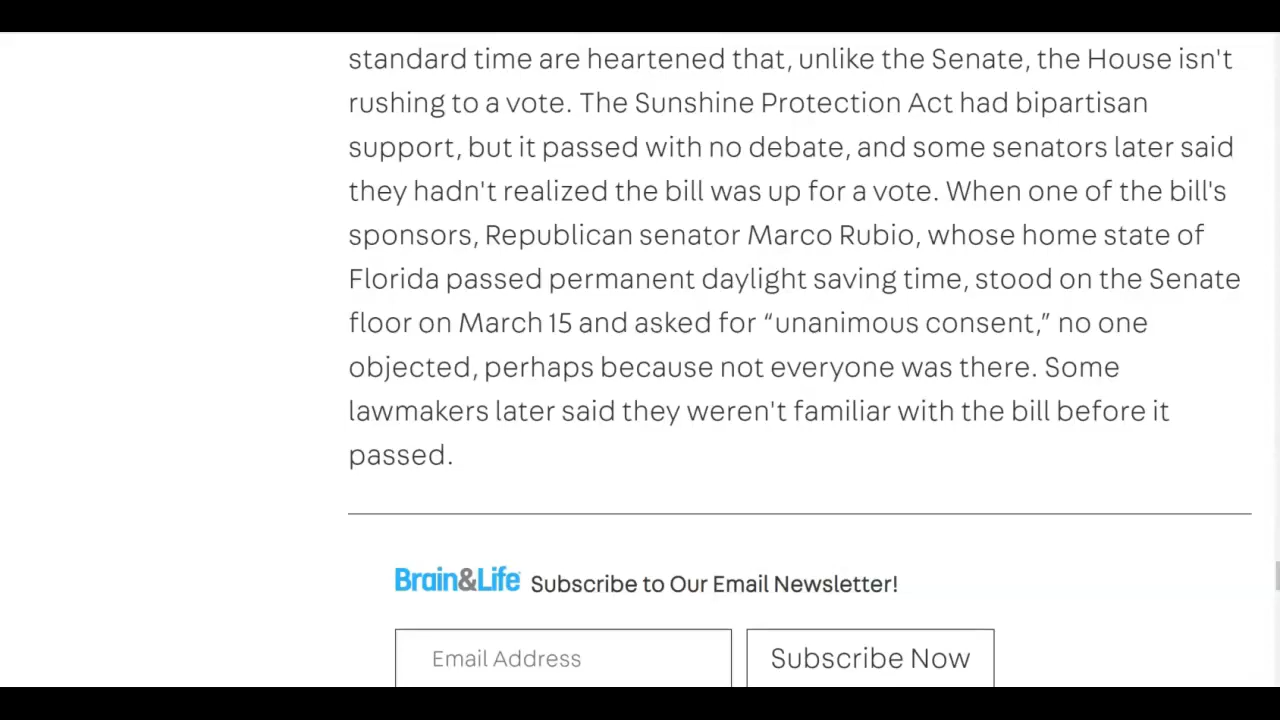 standard time are heartened that, unlike the Senate, the House isn't
rushing to a vote. The Sunshine Protection Act had bipartisan
support, but it passed with no debate, and some senators later said
they hadn't realized the bill was up for a vote. When one of the bill's
sponsors, Republican senator Marco Rubio, whose home state of
Florida passed permanent daylight saving time, stood on the Senate
floor on March 15 and asked for “unanimous consent,” no one
objected, perhaps because not everyone was there. Some
lawmakers later said they weren't familiar with the bill before it
passed.
Brain&Life Subscribe to Our Email Newsletter!
Email Address Subscribe Now